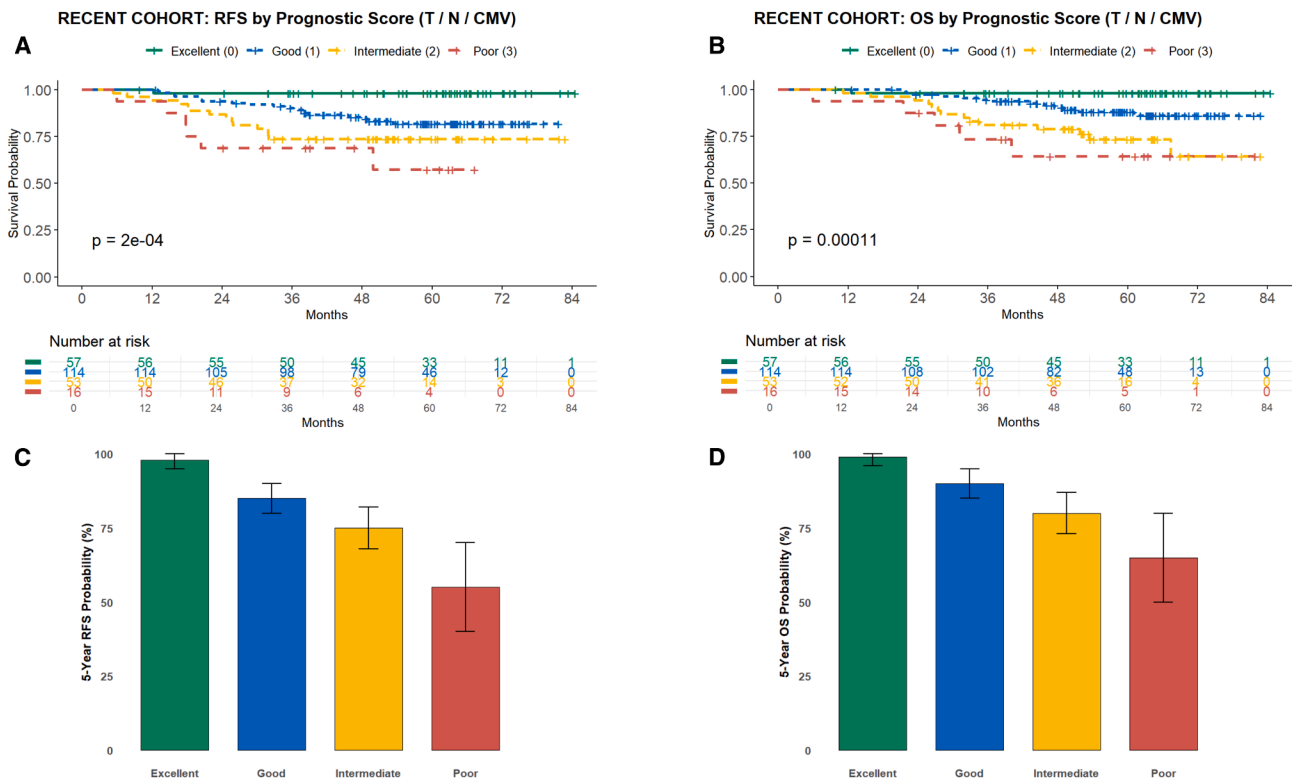 RECENT COHORT: RFS by Prognostic Score (T / N / CMV)
A
Excellent (0) Good (1) Intermediate (2) Poor (3)
Survival Probability
1.00
0.75
0.50
0.25
0.00
p = 2e-04
0 12 24 36 48 60 72 84
Months
Number at risk
57 56 55 50 45 33 11 1
114 114 105 98 79 46 12 0
53 50 46 37 32 14 3 0
16 15 11 9 6 4 0 0
0 12 24 36 48 60 72 84
Months
RECENT COHORT: OS by Prognostic Score (T / N / CMV)
B
Excellent (0) Good (1) Intermediate (2) Poor (3)
Survival Probability
1.00
0.75
0.50
0.25
0.00
p = 0.00011
0 12 24 36 48 60 72 84
Months
Number at risk
57 56 55 50 45 33 11 1
114 114 108 102 82 48 13 0
53 52 50 41 36 16 4 0
16 15 14 10 6 5 1 0
0 12 24 36 48 60 72 84
Months
C
5-Year RFS Probability (%)
100
75
50
25
0
Excellent Good Intermediate Poor
D
5-Year OS Probability (%)
100
75
50
25
0
Excellent Good Intermediate Poor